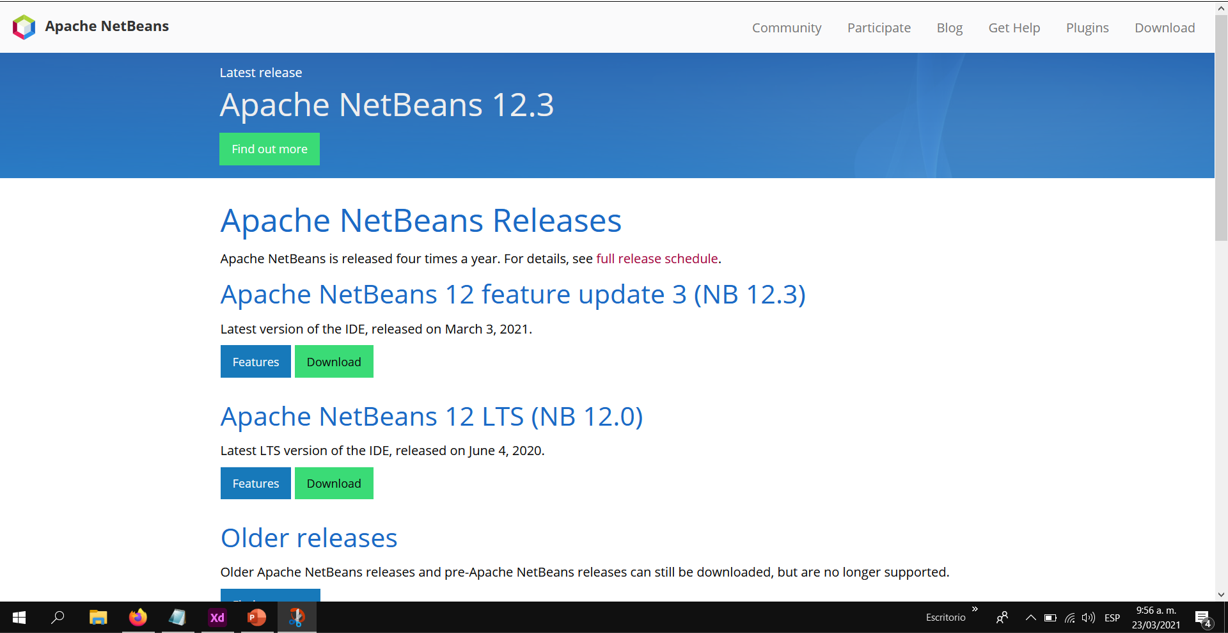 Apache NetBeans
Community Participate Blog Get Help Plugins Download
Latest release
Apache NetBeans 12.3
Find out more
Apache NetBeans Releases
Apache NetBeans is released four times a year. For details, see full release schedule.
Apache NetBeans 12 feature update 3 (NB 12.3)
Latest version of the IDE, released on March 3, 2021.
Features Download
Apache NetBeans 12 LTS (NB 12.0)
Latest LTS version of the IDE, released on June 4, 2020.
Features Download
Older releases
Older Apache NetBeans releases and pre-Apache NetBeans releases can still be downloaded, but are no longer supported.
Xd
P
Escritorio »
ESP
9:56 a. m.
23/03/2021
4